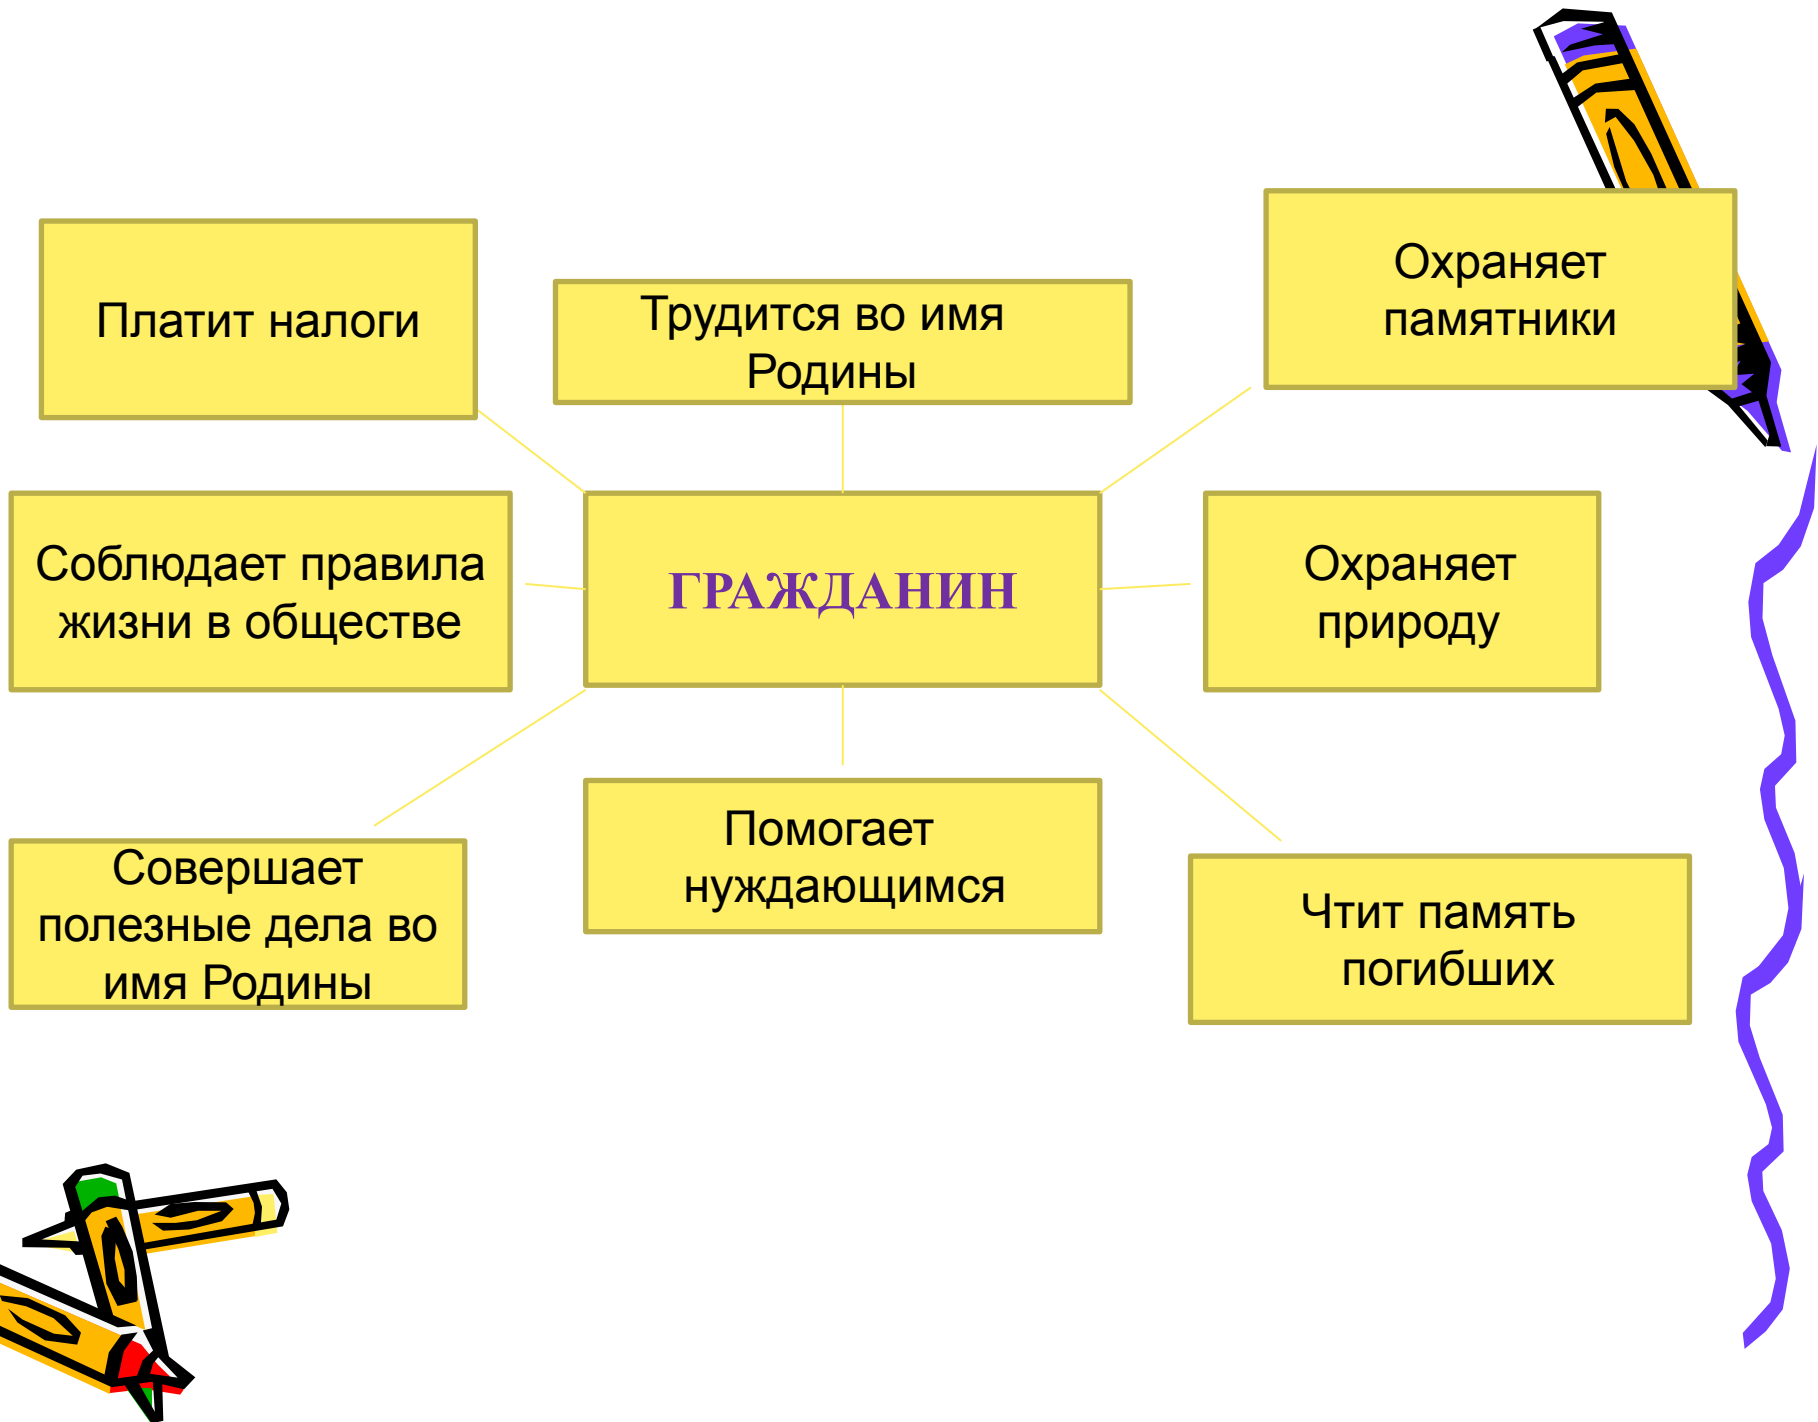 Платит налоги
Трудится во имя
Родины
Охраняет
памятники
Соблюдает правила
жизни в обществе
ГРАЖДАНИН
Охраняет
природу
Совершает
полезные дела во
имя Родины
Помогает
нуждающимся
Чтит память
погибших